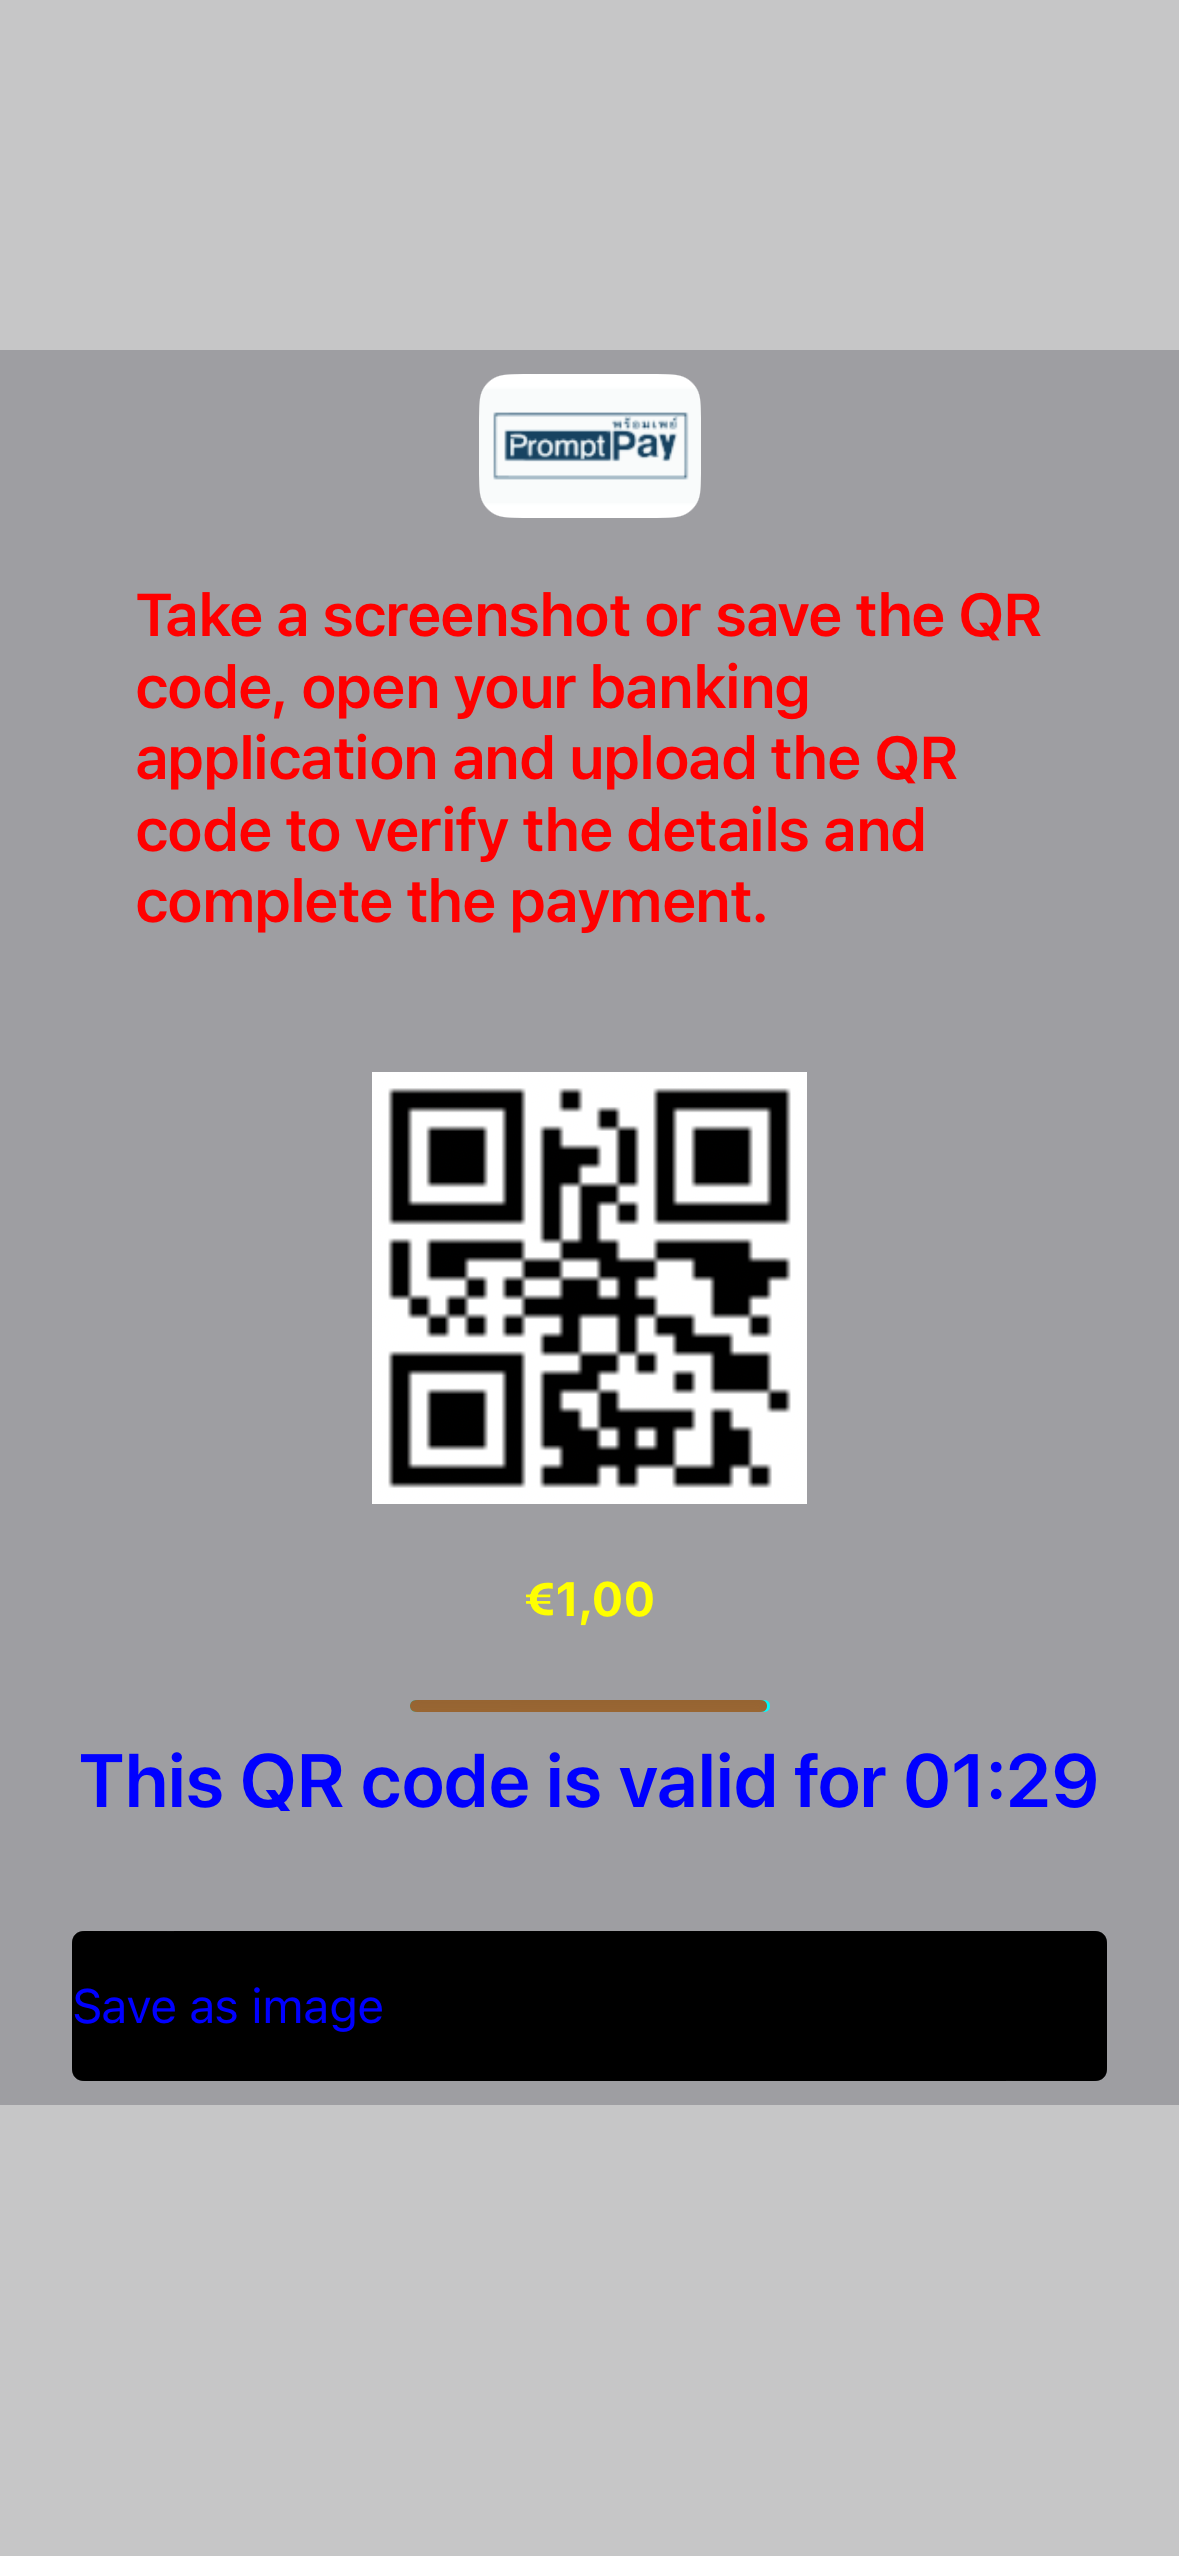 พร้อมเพย์
PromptPay
Take a screenshot or save the QR
code, open your banking
application and upload the QR
code to verify the details and
complete the payment.
€1,00
This QR code is valid for 01:29
Save as image